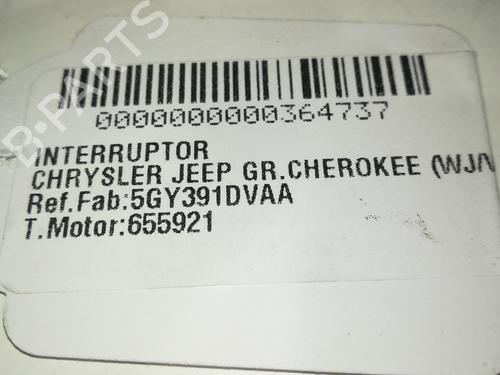 B-PARTS
0000000000364737
INTERRUPTOR
CHRYSLER JEEP GR.CHEROKEE (WJ/W
Ref.Fab:5GY391DVAA
T.Motor:655921